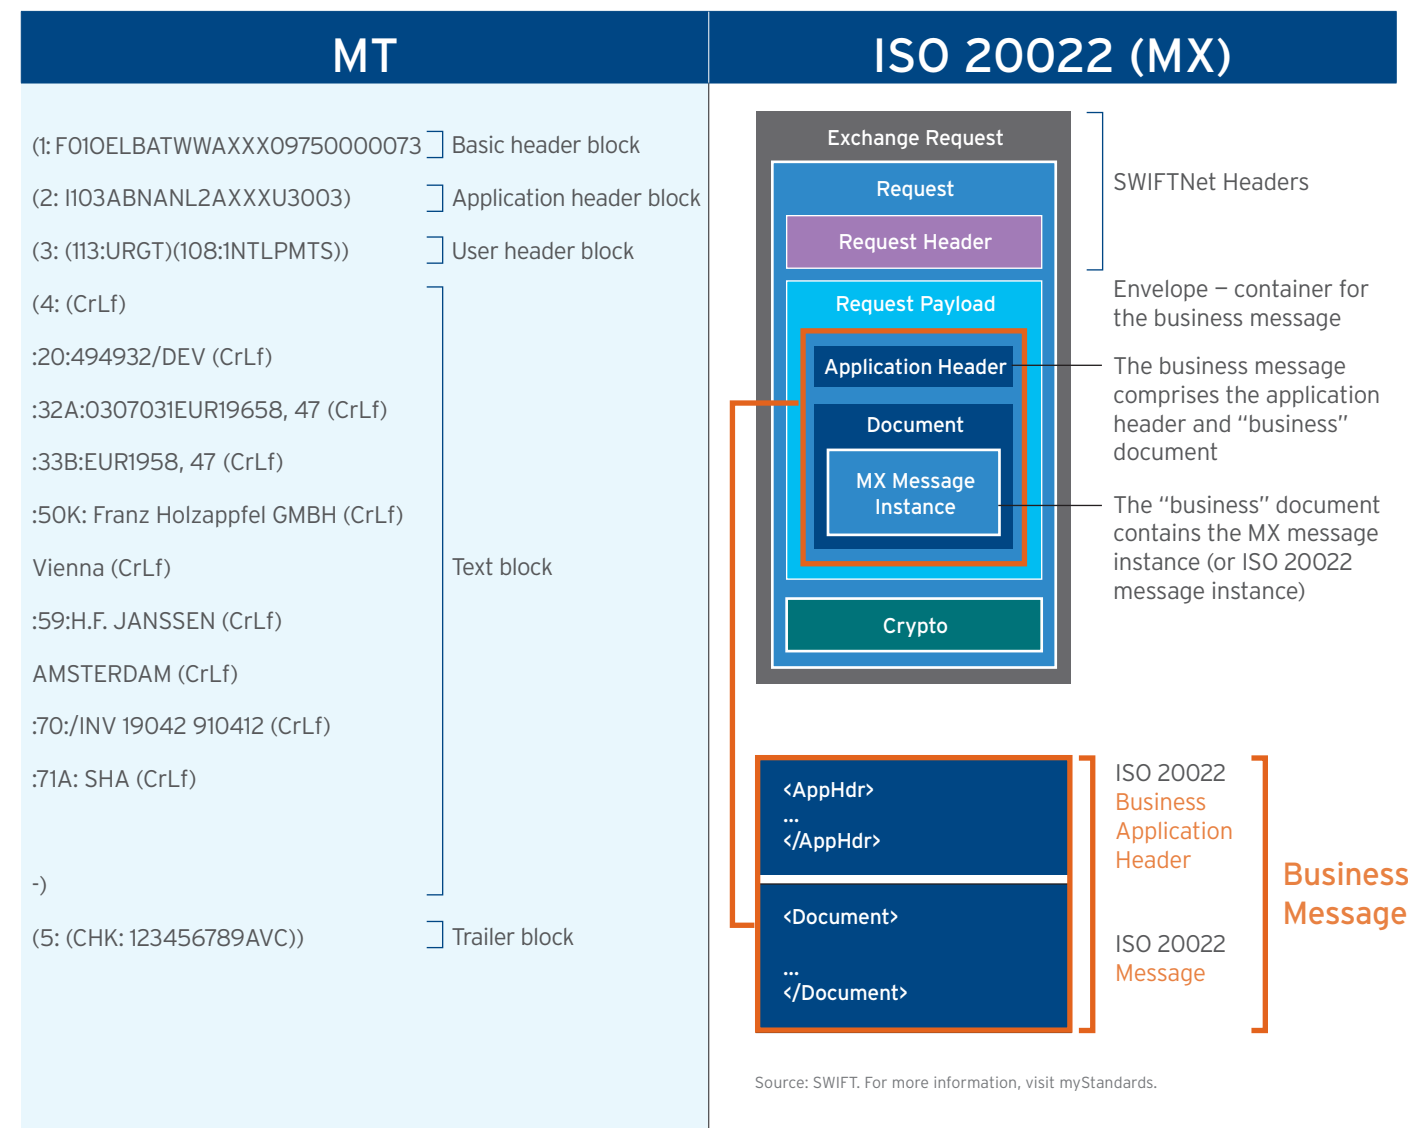 MT
ISO 20022 (MX)
(1: F01OELBATWWAXXX09750000073
Basic header block
(2: I103ABNANL2AXXXU3003)
Application header block
(3: (113:URGT)(108:1NTLPMTS))
User header block
(4: (CrLf)
:20:494932/DEV (CrLf)
:32A:0307031EUR19658, 47 (CrLf)
:33B:EUR1958, 47 (CrLf)
:50K: Franz Holzappfel GMBH (CrLf)
Vienna (CrLf)
Text block
:59:H.F. JANSSEN (CrLf)
AMSTERDAM (CrLf)
:70:/INV 19042 910412 (CrLf)
:71A: SHA (CrLf)
-)
(5: (CHK: 123456789AVC))
Trailer block
Exchange Request
Request
Request Header
Request Payload
Application Header
Document
MX Message
Instance
Crypto
SWIFTNet Headers
Envelope – container for
the business message
The business message
comprises the application
header and “business”
document
The “business” document
contains the MX message
instance (or ISO 20022
message instance)
<AppHdr>
...
</AppHdr>
<Document>
...
</Document>
ISO 20022
Business
Application
Header
ISO 20022
Message
Business
Message
Source: SWIFT. For more information, visit myStandards.